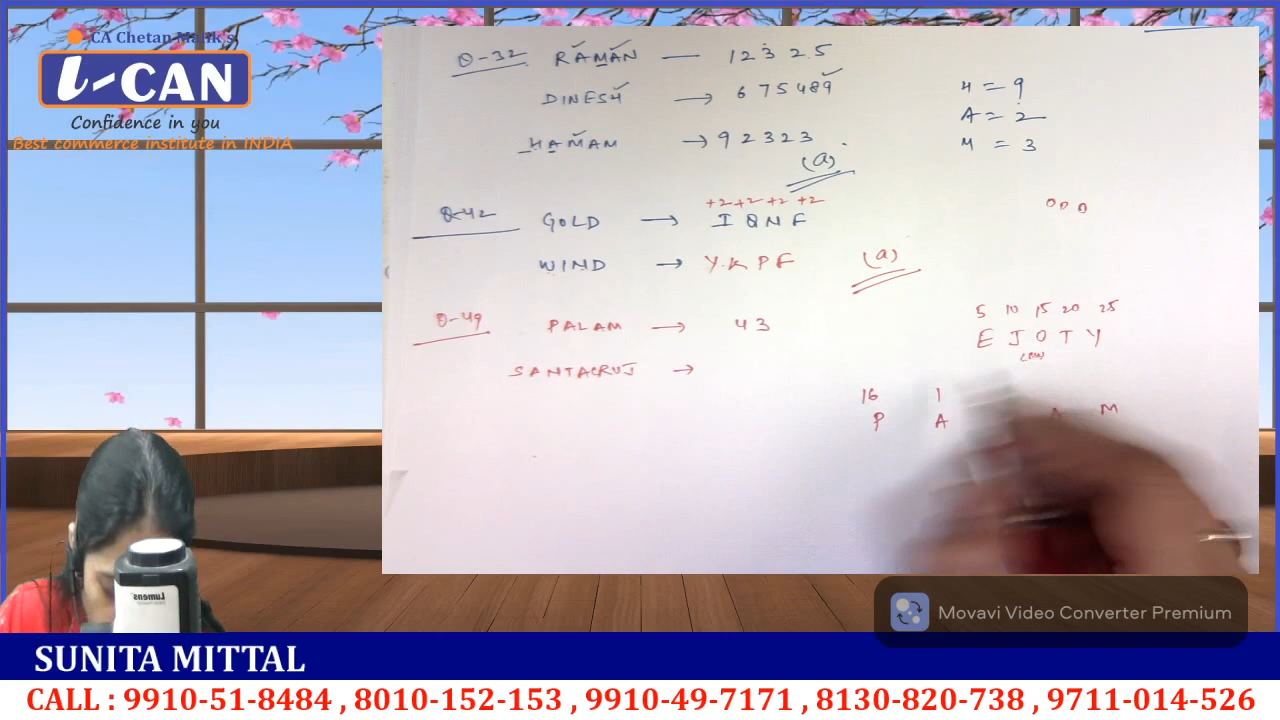 CA Chetan Malik's
i-CAN
Confidence in you
Best commerce institute in INDIA
Q-32 RAMAN — 12325
DINESH → 675489
HAMAM → 92323
(a)
H = 9
A = 2
M = 3
Q-42 GOLD → IQNF
+2 +2 +2 +2
WIND → Y.KPF (a)
Q-49 PALAM → 43
SANTACRUJ →
5 10 15 20 25
E J O T Y
16 1
P A A M
Lumens
Movavi Video Converter Premium
SUNITA MITTAL
CALL : 9910-51-8484 , 8010-152-153 , 9910-49-7171 , 8130-820-738 , 9711-014-526